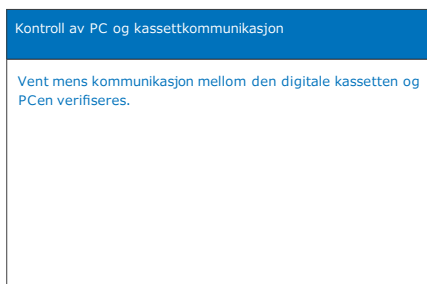 Kontroll av PC og kassettkommunikasjon
Vent mens kommunikasjon mellom den digitale kassetten og
PCen verifiseres.